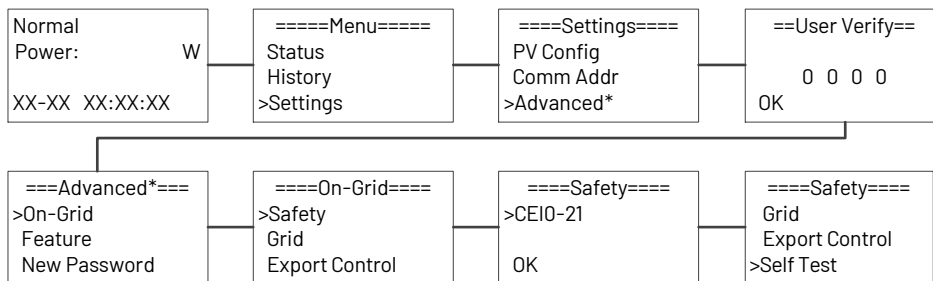 Normal
Power: W
XX-XX XX:XX:XX
=====Menu=====
Status
History
>Settings
====Settings====
PV Config
Comm Addr
>Advanced*
==User Verify==
0 0 0 0
OK
===Advanced*===
>On-Grid
Feature
New Password
====On-Grid====
>Safety
Grid
Export Control
====Safety====
>CEI0-21
OK
====Safety====
Grid
Export Control
>Self Test